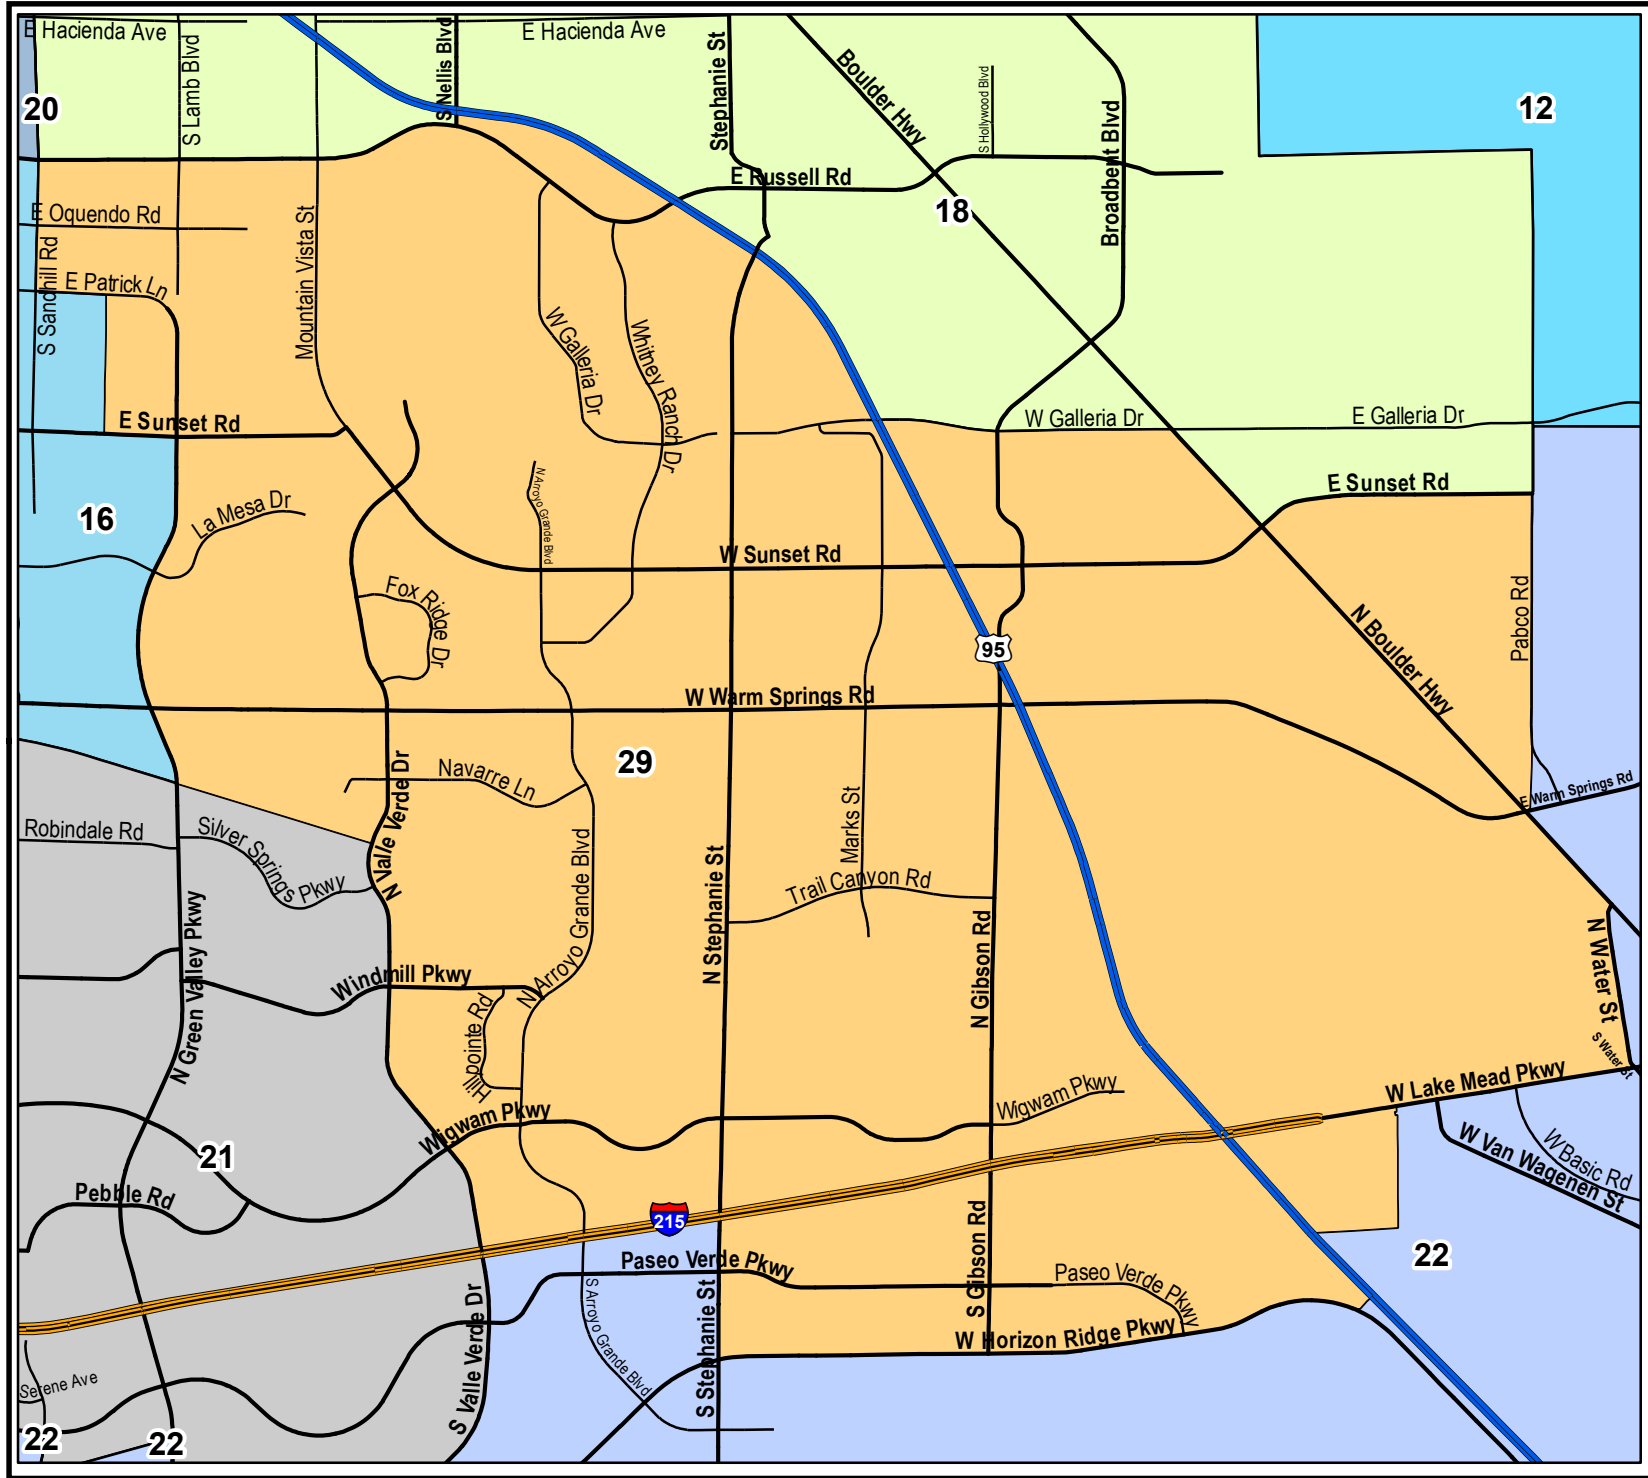 E Hacienda Ave
E Hacienda Ave
S Lamb Blvd
S Nellis Blvd
Stephanie St
Boulder Hwy
S Hollywood Blvd
Broadbent Blvd
20
12
E Russell Rd
18
E Oquendo Rd
Mountain Vista St
S Sandhill Rd
E Patrick Ln
W Galleria Dr
Whitney Ranch Dr
E Sunset Rd
W Galleria Dr
E Galleria Dr
E Sunset Rd
N Arroyo Grande Blvd
16
La Mesa Dr
W Sunset Rd
Fox Ridge Dr
95
Pabco Rd
N Boulder Hwy
W Warm Springs Rd
29
Navarre Ln
N Valle Verde Dr
E Warm Springs Rd
Robindale Rd
Silver Springs Pkwy
Marks St
N Arroyo Grande Blvd
N Stephanie St
Trail Canyon Rd
N Green Valley Pkwy
N Gibson Rd
N Water St
Windmill Pkwy
Hillpointe Rd
S Water St
W Lake Mead Pkwy
Wigwam Pkwy
Wigwam Pkwy
21
W Van Wagenen St
W Basic Rd
Pebble Rd
215
S Gibson Rd
22
Paseo Verde Pkwy
Paseo Verde Pkwy
S Arroyo Grande Blvd
S Stephanie St
S Valle Verde Dr
W Horizon Ridge Pkwy
Serene Ave
22
22